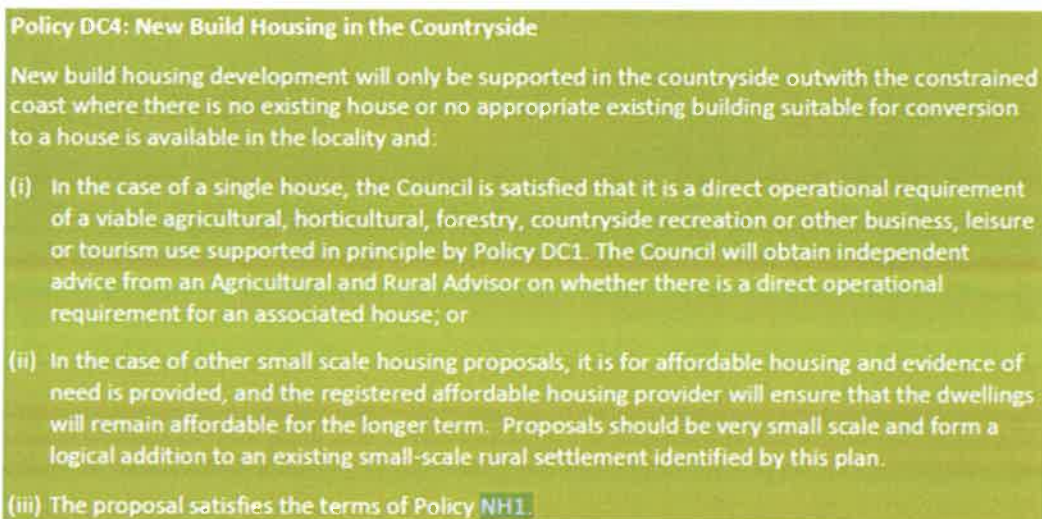 Policy DC4: New Build Housing in the Countryside
New build housing development will only be supported in the countryside outwith the constrained
coast where there is no existing house or no appropriate existing building suitable for conversion
to a house is available in the locality and:
(i) In the case of a single house, the Council is satisfied that it is a direct operational requirement
of a viable agricultural, horticultural, forestry, countryside recreation or other business, leisure
or tourism use supported in principle by Policy DC1. The Council will obtain independent
advice from an Agricultural and Rural Advisor on whether there is a direct operational
requirement for an associated house; or
(ii) In the case of other small scale housing proposals, it is for affordable housing and evidence of
need is provided, and the registered affordable housing provider will ensure that the dwellings
will remain affordable for the longer term. Proposals should be very small scale and form a
logical addition to an existing small-scale rural settlement identified by this plan.
(iii) The proposal satisfies the terms of Policy NH1.